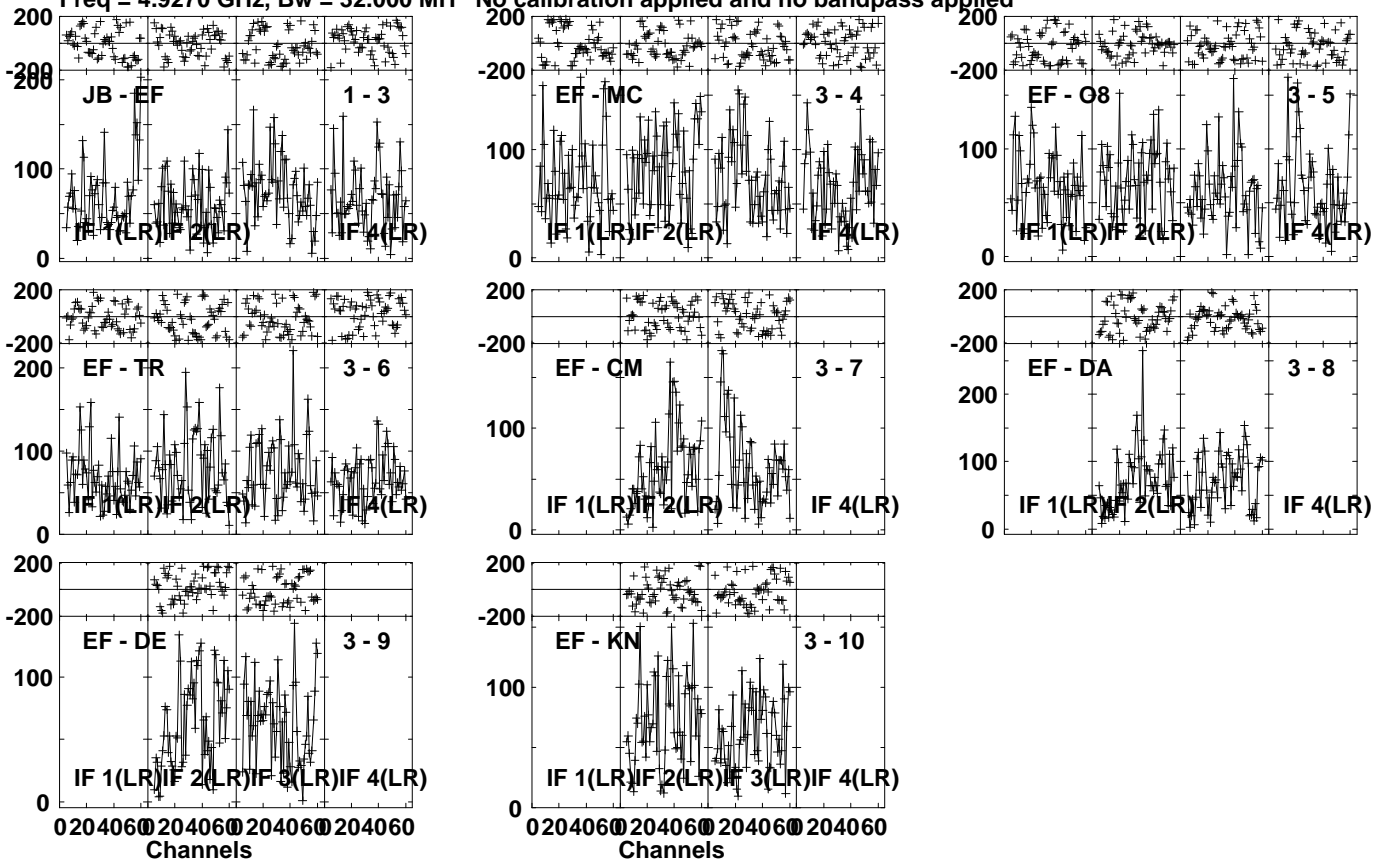 Freq = 4.9270 GHz, Bw = 32.000 MH No calibration applied and no bandpass applied
200
-200
200
100
0
JB - EF
1 - 3
IF 1(LR)
IF 2(LR)
IF 4(LR)
200
-200
100
0
EF - MC
3 - 4
IF 1(LR)
IF 2(LR)
IF 4(LR)
200
-200
100
0
EF - O8
3 - 5
IF 1(LR)
IF 2(LR)
IF 4(LR)
200
-200
200
100
0
EF - TR
3 - 6
IF 1(LR)
IF 2(LR)
IF 4(LR)
200
-200
100
0
EF - CM
3 - 7
IF 1(LR)
IF 2(LR)
IF 4(LR)
200
-200
200
100
0
EF - DA
3 - 8
IF 1(LR)
IF 2(LR)
IF 4(LR)
200
-200
100
0
EF - DE
3 - 9
IF 1(LR)
IF 2(LR)
IF 3(LR)
IF 4(LR)
0 20 40 60 0 20 40 60 0 20 40 60 0 20 40 60
Channels
200
-200
100
0
EF - KN
3 - 10
IF 1(LR)
IF 2(LR)
IF 3(LR)
IF 4(LR)
0 20 40 60 0 20 40 60 0 20 40 60 0 20 40 60
Channels